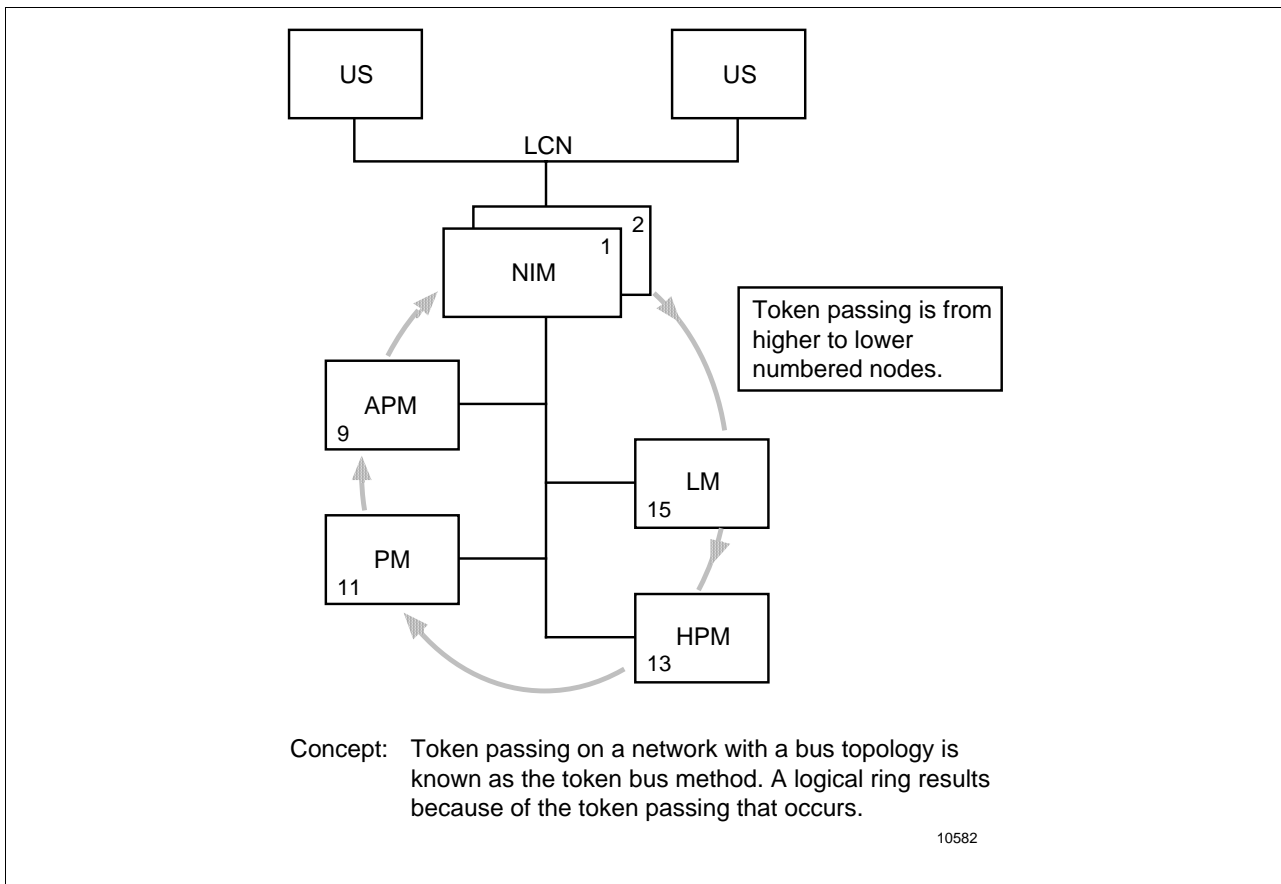 US
US
LCN
2
1
NIM
Token passing is from
higher to lower
numbered nodes.
APM
9
LM
15
PM
11
HPM
13
Concept: Token passing on a network with a bus topology is
known as the token bus method. A logical ring results
because of the token passing that occurs.
10582